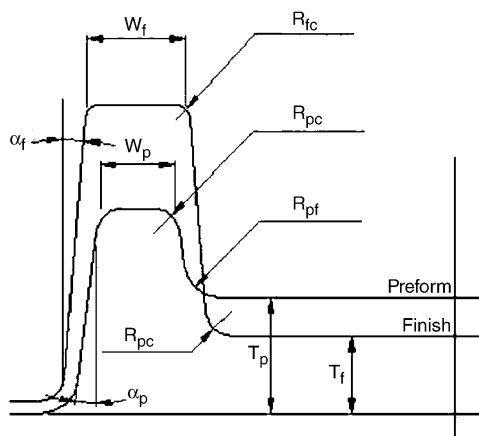 W_f
R_fc
α_f
W_p
R_pc
R_pf
Preform
Finish
R_pc
T_p
T_f
α_p